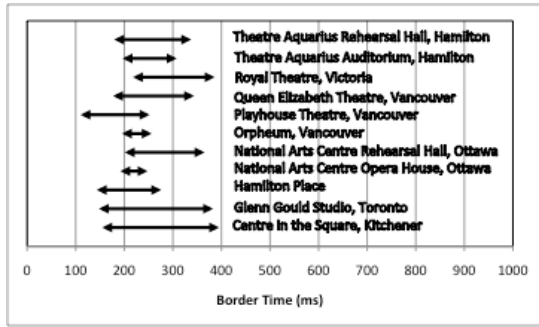 Theatre Aquarius Rehearsal Hall, Hamilton
Theatre Aquarius Auditorium, Hamilton
Royal Theatre, Victoria
Queen Elizabeth Theatre, Vancouver
Playhouse Theatre, Vancouver
Orpheum, Vancouver
National Arts Centre Rehearsal Hall, Ottawa
National Arts Centre Opera House, Ottawa
Hamilton Place
Glenn Gould Studio, Toronto
Centre in the Square, Kitchener
0 100 200 300 400 500 600 700 800 900 1000
Border Time (ms)